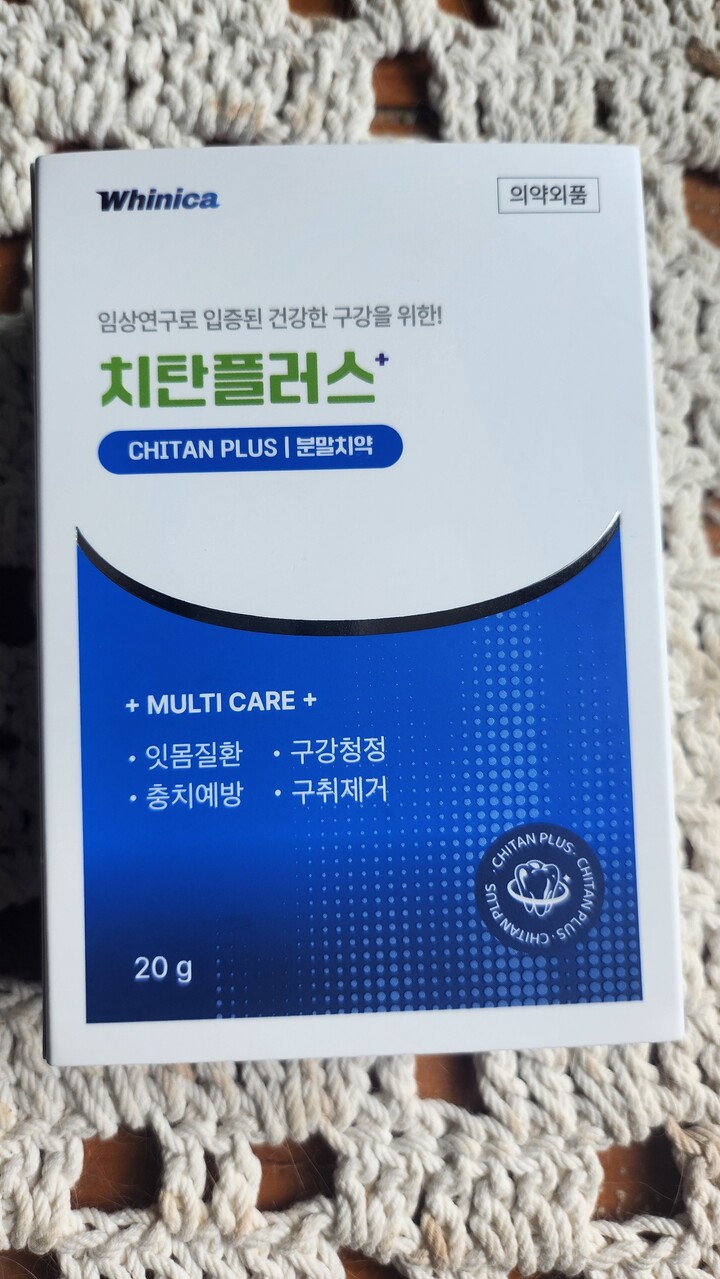 Whinica
의약외품
임상연구로 입증된 건강한 구강을 위한!
치탄플러스+
CHITAN PLUS | 분말치약
+ MULTI CARE +
· 잇몸질환 · 구강청정
· 충치예방 · 구취제거
CHITAN PLUS · CHITAN PLUS · CHITAN PLUS ·
20 g